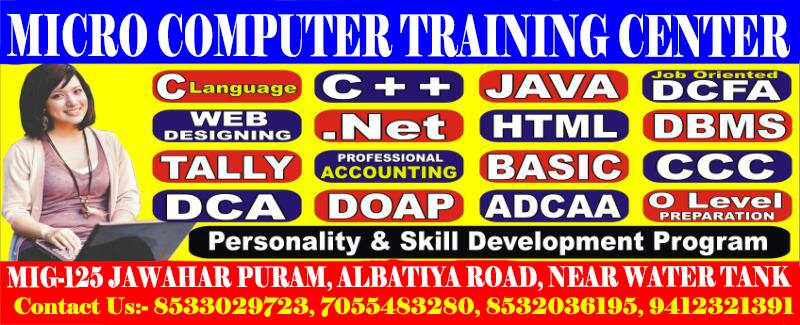 MICRO COMPUTER TRAINING CENTER
C Language
C++
JAVA
Job Oriented
DCFA
WEB
DESIGNING
.Net
HTML
DBMS
TALLY
PROFESSIONAL
ACCOUNTING
BASIC
CCC
DCA
DOAP
ADCAA
O Level
PREPARATION
Personality & Skill Development Program
MIG-125 JAWAHAR PURAM, ALBATIYA ROAD, NEAR WATER TANK
Contact Us:- 8533029723, 7055483280, 8532036195, 9412321391